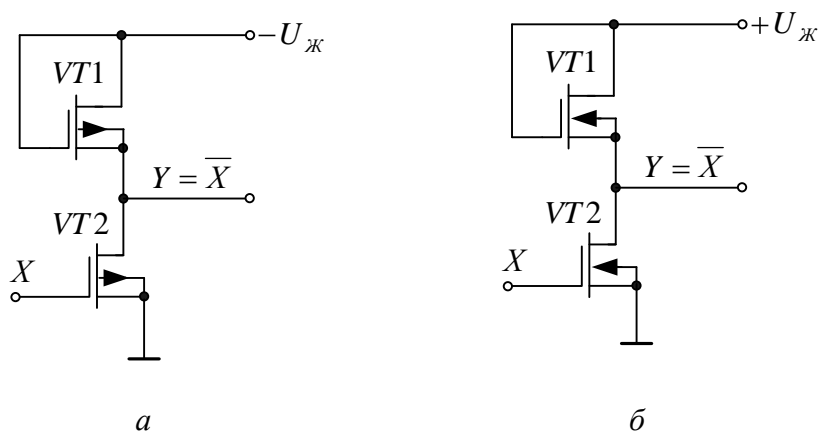 −U_Ж
VT1
Y = X̅
VT2
X
а
+U_Ж
VT1
Y = X̅
VT2
X
б